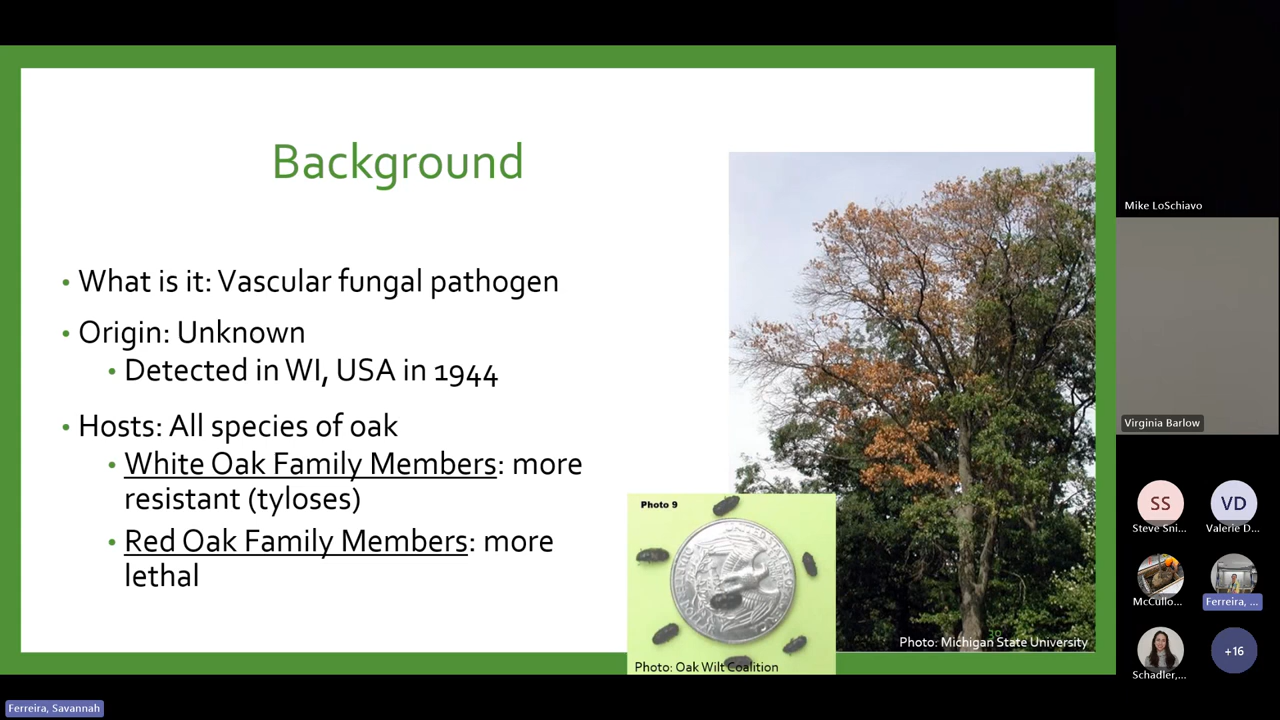 Background
• What is it: Vascular fungal pathogen
• Origin: Unknown
• Detected in WI, USA in 1944
• Hosts: All species of oak
• White Oak Family Members: more
resistant (tyloses)
• Red Oak Family Members: more
lethal
Photo 9
Photo: Oak Wilt Coalition
Photo: Michigan State University
Mike LoSchiavo
Virginia Barlow
SS
VD
Steve Sni...
Valerie D...
McCullo...
Ferreira, ...
Schadler,...
+16
Ferreira, Savannah